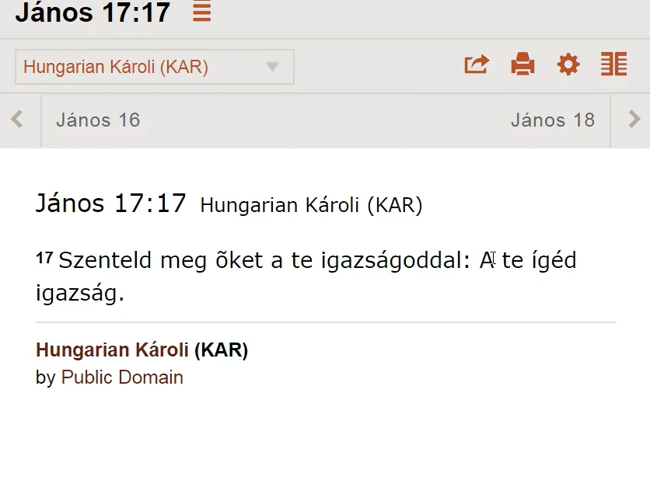 János 17:17
Hungarian Károli (KAR)
János 16 János 18
János 17:17 Hungarian Károli (KAR)
17 Szenteld meg õket a te igazságoddal: A te ígéd
igazság.
Hungarian Károli (KAR)
by Public Domain